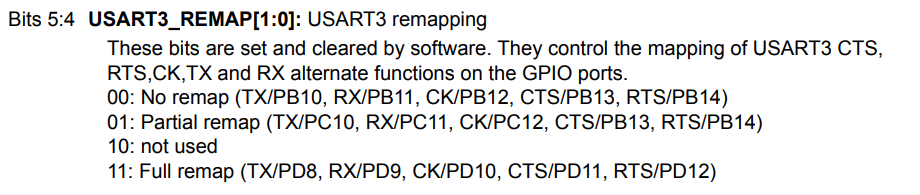 Bits 5:4 USART3_REMAP[1:0]: USART3 remapping
These bits are set and cleared by software. They control the mapping of USART3 CTS,
RTS,CK,TX and RX alternate functions on the GPIO ports.
00: No remap (TX/PB10, RX/PB11, CK/PB12, CTS/PB13, RTS/PB14)
01: Partial remap (TX/PC10, RX/PC11, CK/PC12, CTS/PB13, RTS/PB14)
10: not used
11: Full remap (TX/PD8, RX/PD9, CK/PD10, CTS/PD11, RTS/PD12)